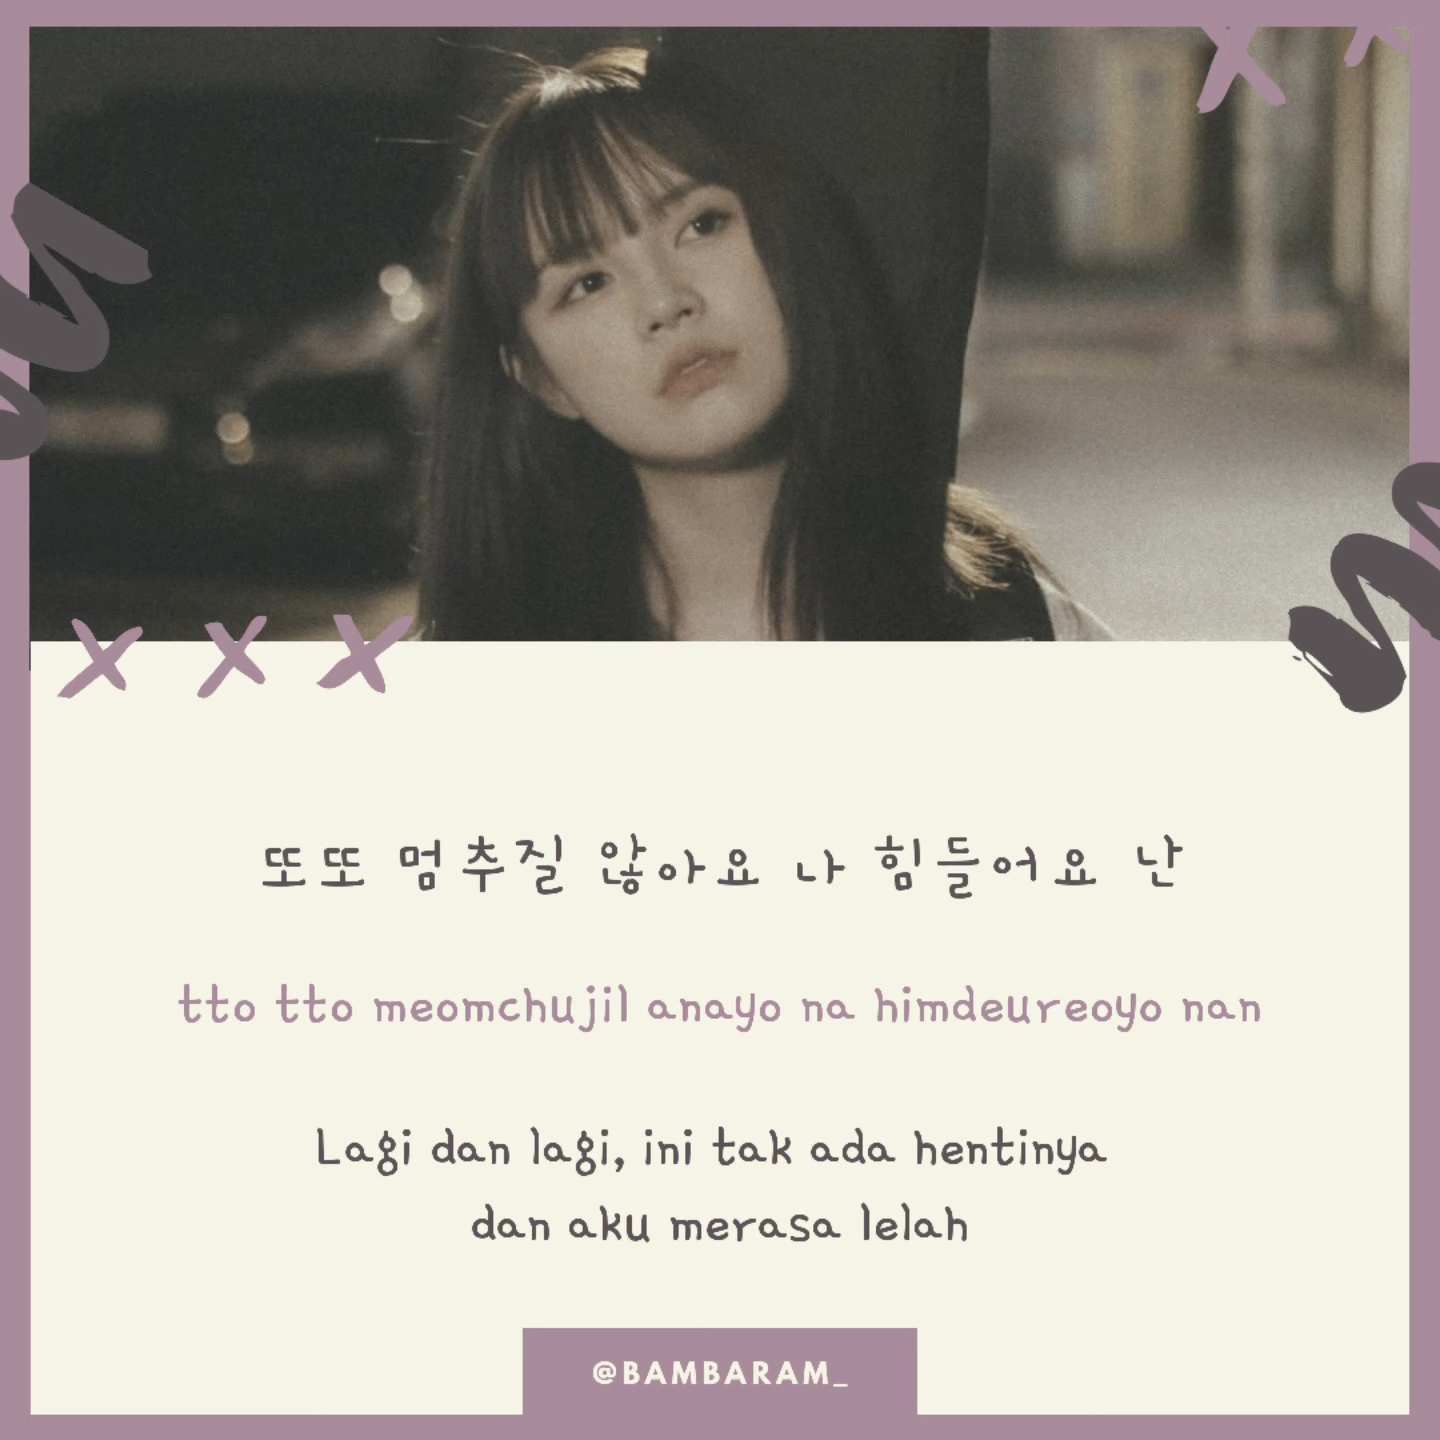 또또 멈추질 않아요 나 힘들어요 난
tto tto meomchujil anayo na himdeureoyo nan
Lagi dan lagi, ini tak ada hentinya
dan aku merasa lelah
@BAMBARAM_